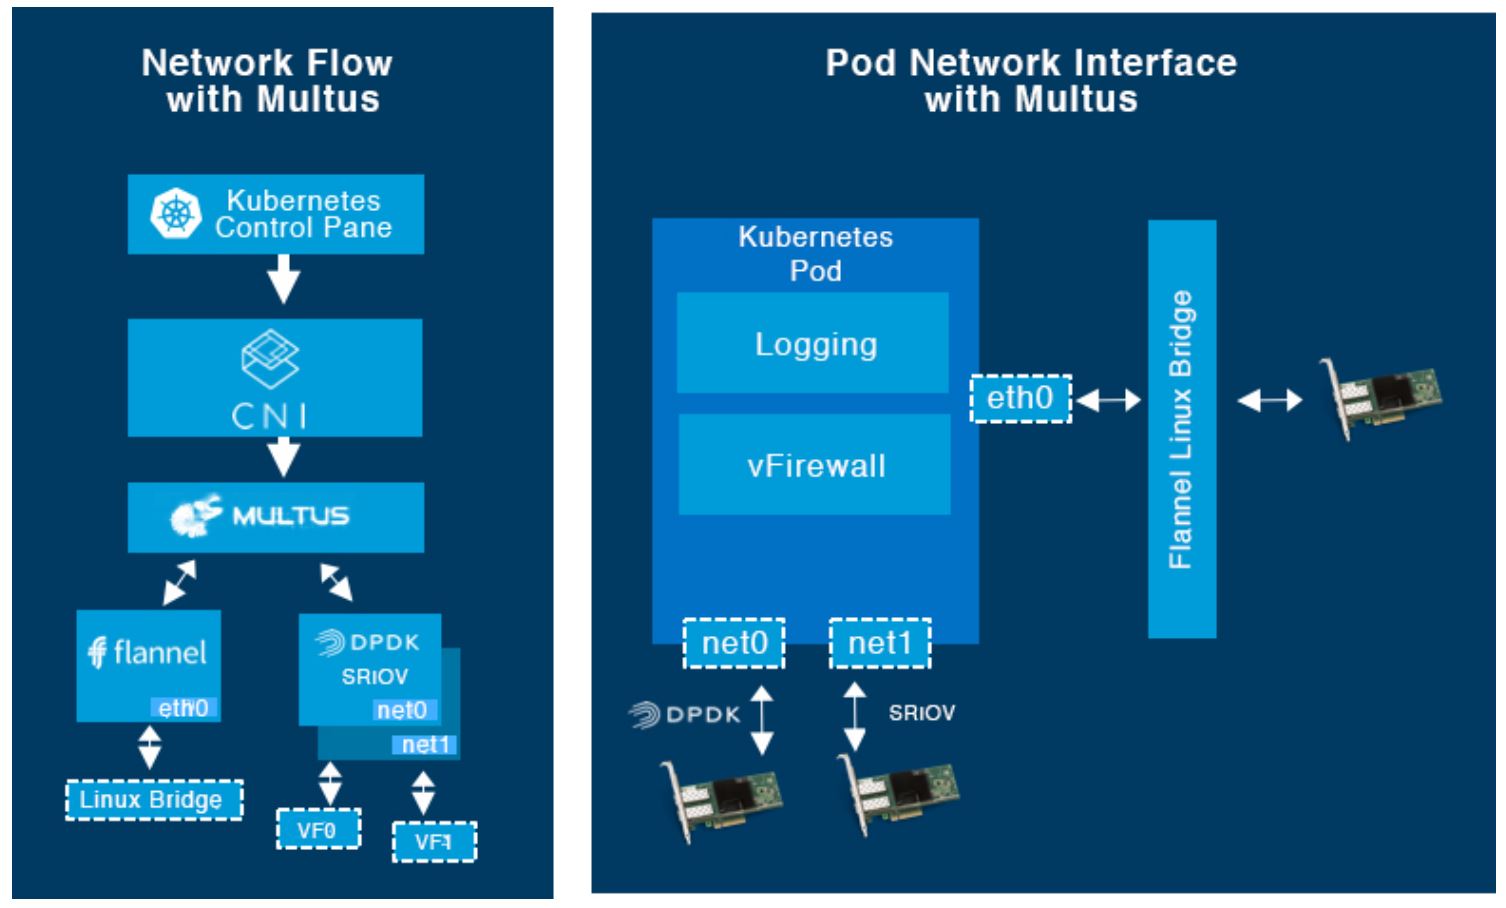 Network Flow
with Multus
Kubernetes
Control Pane
CNI
MULTUS
flannel
eth0
DPDK
SRIOV
net0
net1
Linux Bridge
VF0
VF1
Pod Network Interface
with Multus
Kubernetes
Pod
Logging
vFirewall
eth0
Flannel Linux Bridge
net0
net1
DPDK
SRIOV